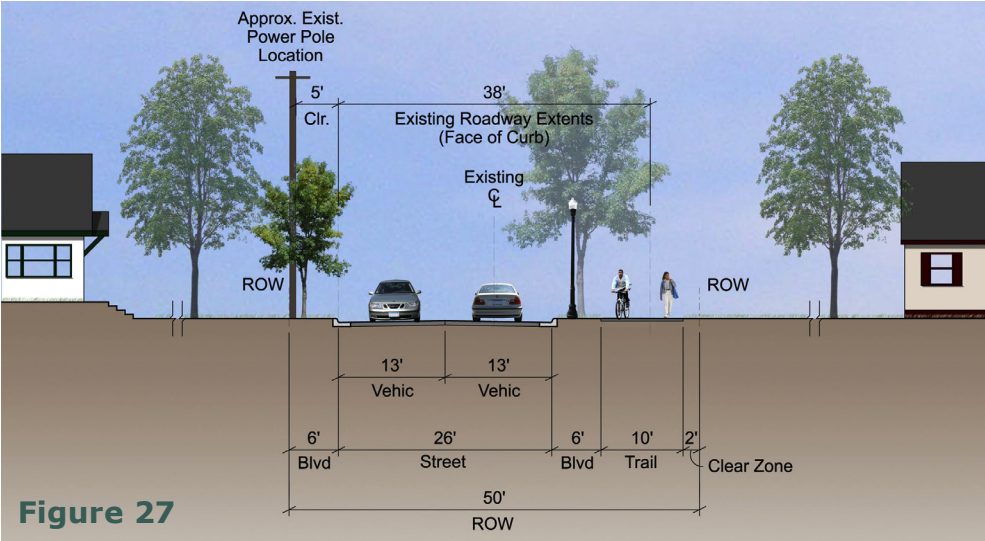 Approx. Exist.
Power Pole
Location
5'
38'
Clr.
Existing Roadway Extents
(Face of Curb)
Existing
℄
ROW
ROW
13'
13'
Vehic
Vehic
6'
26'
6'
10'
2'
Blvd
Street
Blvd
Trail
Clear Zone
50'
ROW
Figure 27